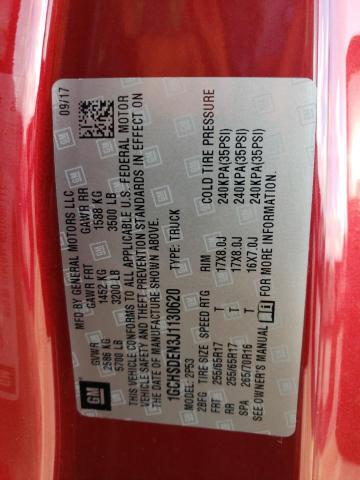 GM
MFD BY GENERAL MOTORS LLC
09/17
GVWR GAWR FRT GAWR RR
2586 KG 1452 KG 1588 KG
5700 LB 3200 LB 3500 LB
THIS VEHICLE CONFORMS TO ALL APPLICABLE U.S. FEDERAL MOTOR
VEHICLE SAFETY AND THEFT PREVENTION STANDARDS IN EFFECT ON
THE DATE OF MANUFACTURE SHOWN ABOVE.
1GCHSDEN3J1130620 TYPE: TRUCK
MODEL: 2P53
2BFG TIRE SIZE SPEED RTG RIM COLD TIRE PRESSURE
FRT 255/65R17 T 17X8.0J 240KPA(35PSI)
RR 255/65R17 T 17X8.0J 240KPA(35PSI)
SPA 265/70R16 T 16X7.0J 240KPA(35PSI)
SEE OWNER'S MANUAL FOR MORE INFORMATION.